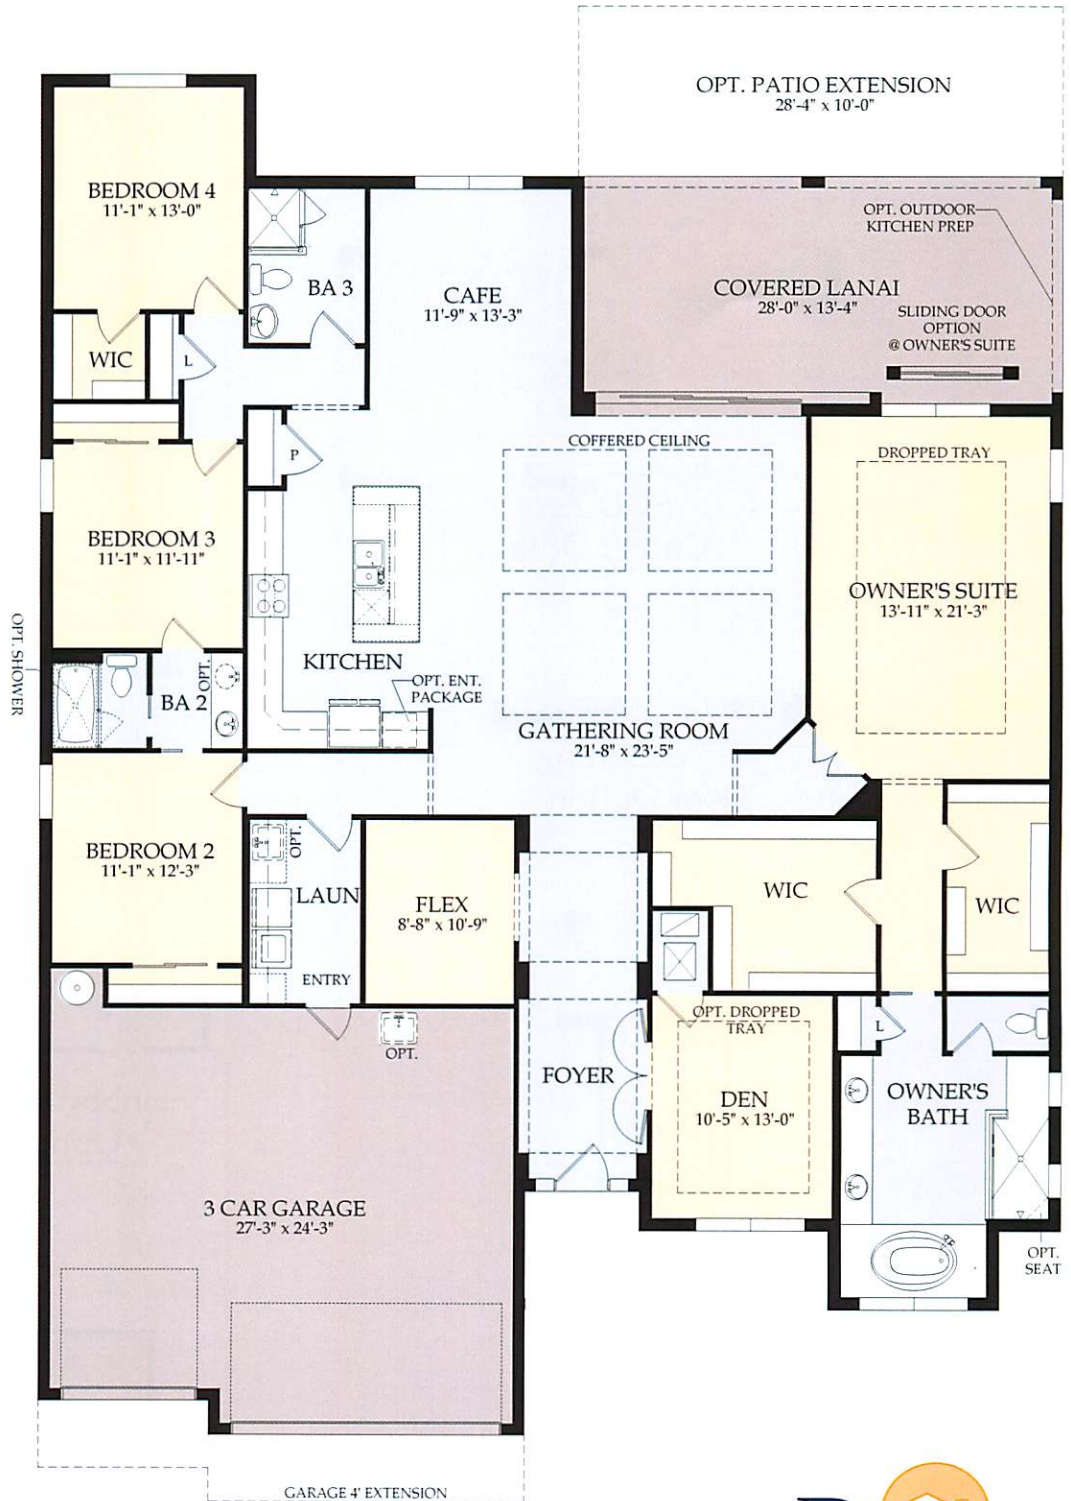 OPT. PATIO EXTENSION
28'-4" x 10'-0"
BEDROOM 4
11'-1" x 13'-0"
OPT. OUTDOOR
KITCHEN PREP
BA 3
CAFE
11'-9" x 13'-3"
COVERED LANAI
28'-0" x 13'-4"
SLIDING DOOR
OPTION
@ OWNER'S SUITE
WIC
L
P
COFFERED CEILING
DROPPED TRAY
BEDROOM 3
11'-1" x 11'-11"
OWNER'S SUITE
13'-11" x 21'-3"
OPT. SHOWER
KITCHEN
OPT. ENT.
PACKAGE
BA 2
OPT.
GATHERING ROOM
21'-8" x 23'-5"
BEDROOM 2
11'-1" x 12'-3"
OPT.
LAUN
FLEX
8'-8" x 10'-9"
WIC
WIC
ENTRY
OPT. DROPPED
TRAY
L
OPT.
FOYER
DEN
10'-5" x 13'-0"
OWNER'S
BATH
3 CAR GARAGE
27'-3" x 24'-3"
OPT.
SEAT
GARAGE 4' EXTENSION